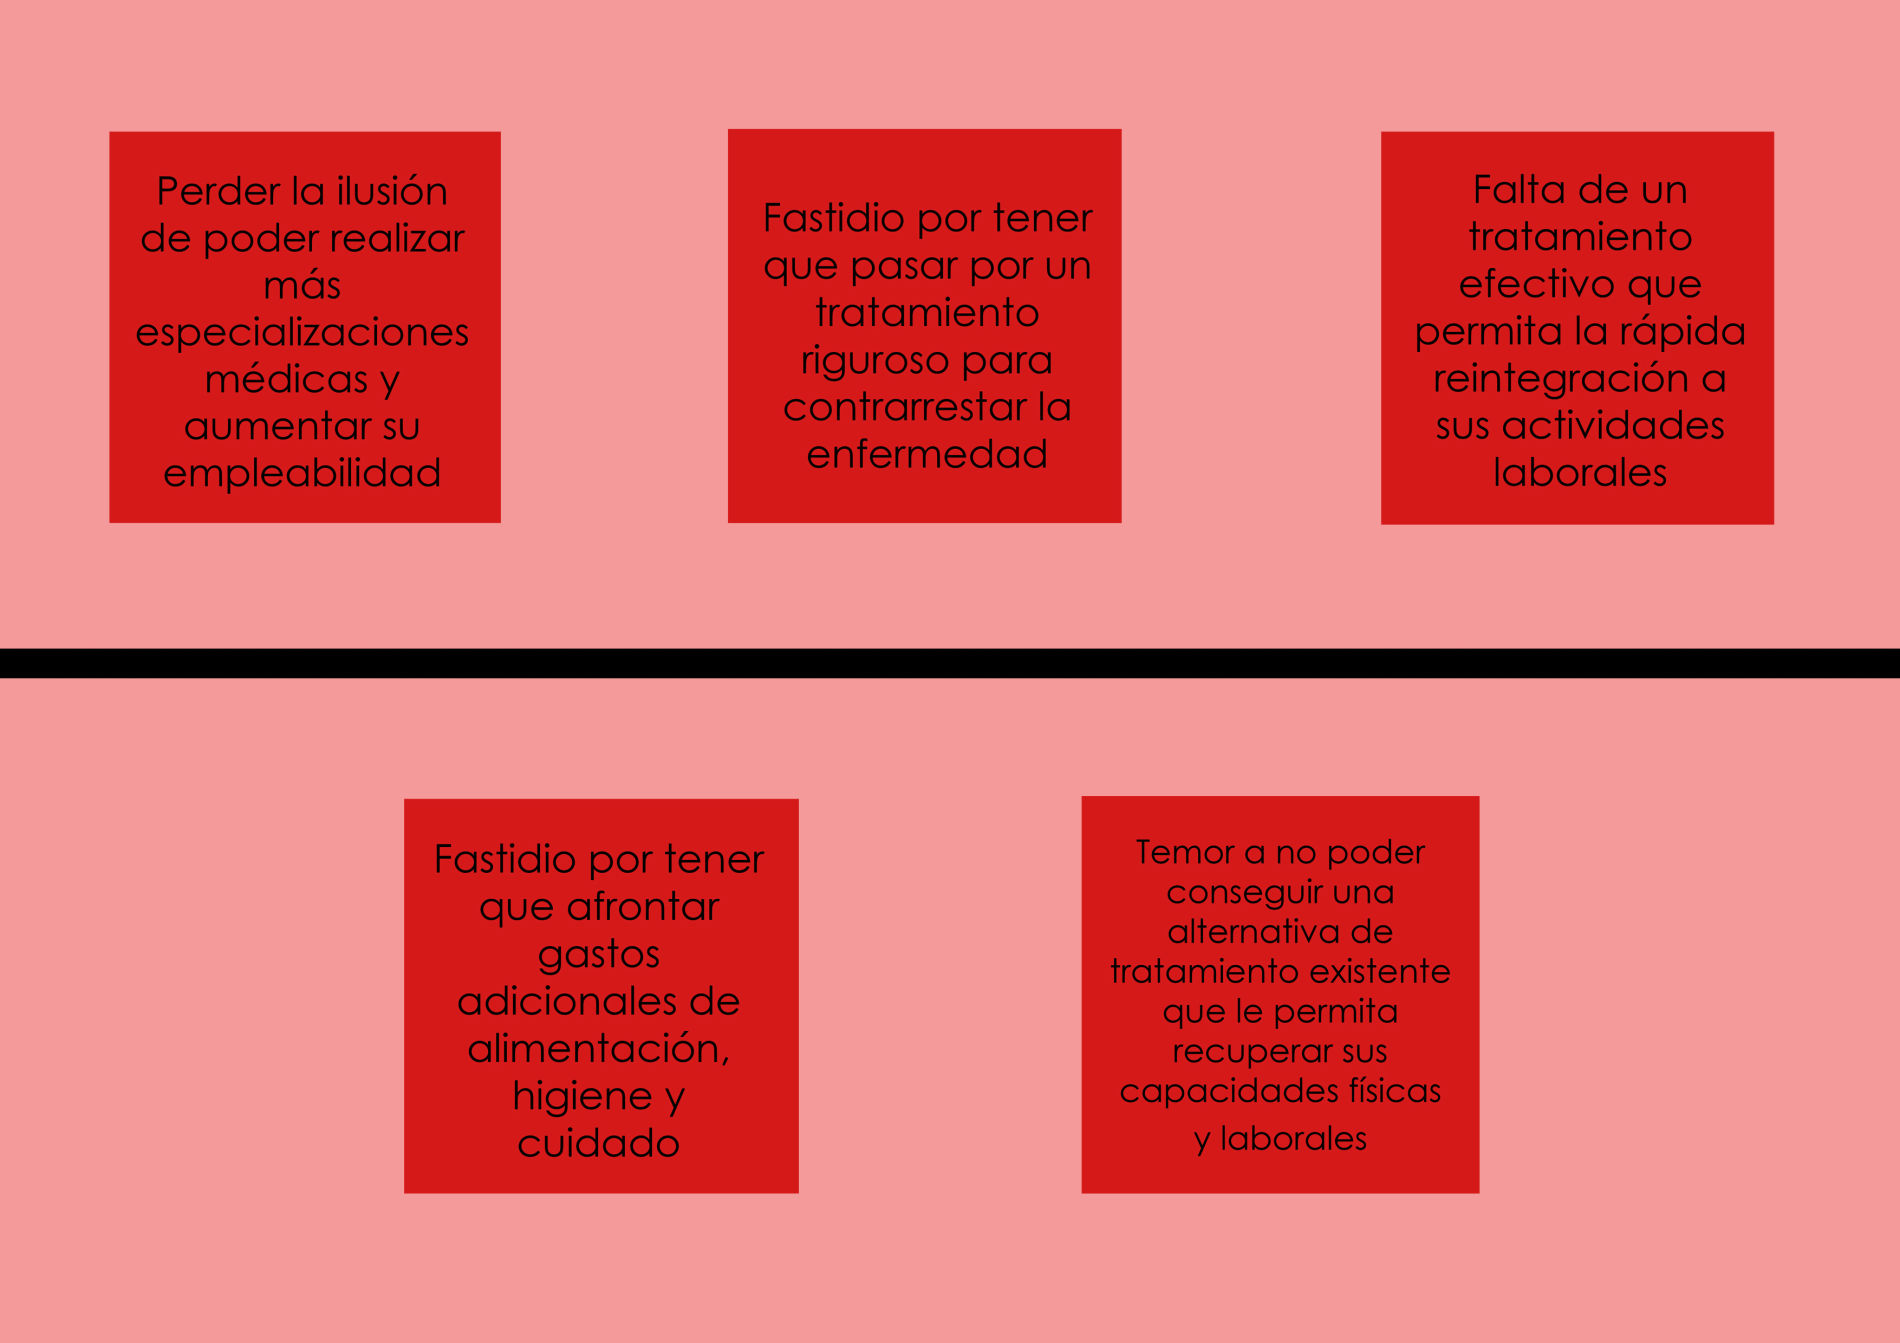 Perder la ilusión
de poder realizar
más
especializaciones
médicas y
aumentar su
empleabilidad
Fastidio por tener
que pasar por un
tratamiento
riguroso para
contrarrestar la
enfermedad
Falta de un
tratamiento
efectivo que
permita la rápida
reintegración a
sus actividades
laborales
Fastidio por tener
que afrontar
gastos
adicionales de
alimentación,
higiene y
cuidado
Temor a no poder
conseguir una
alternativa de
tratamiento existente
que le permita
recuperar sus
capacidades físicas
y laborales